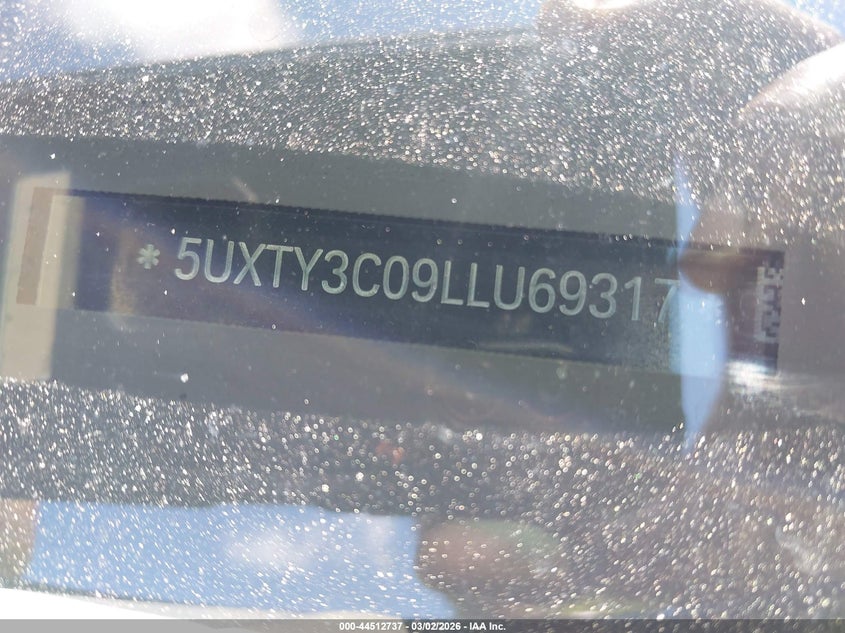 * 5UXTY3C09LLU69317
000-44512737 - 03/02/2026 - IAA Inc.